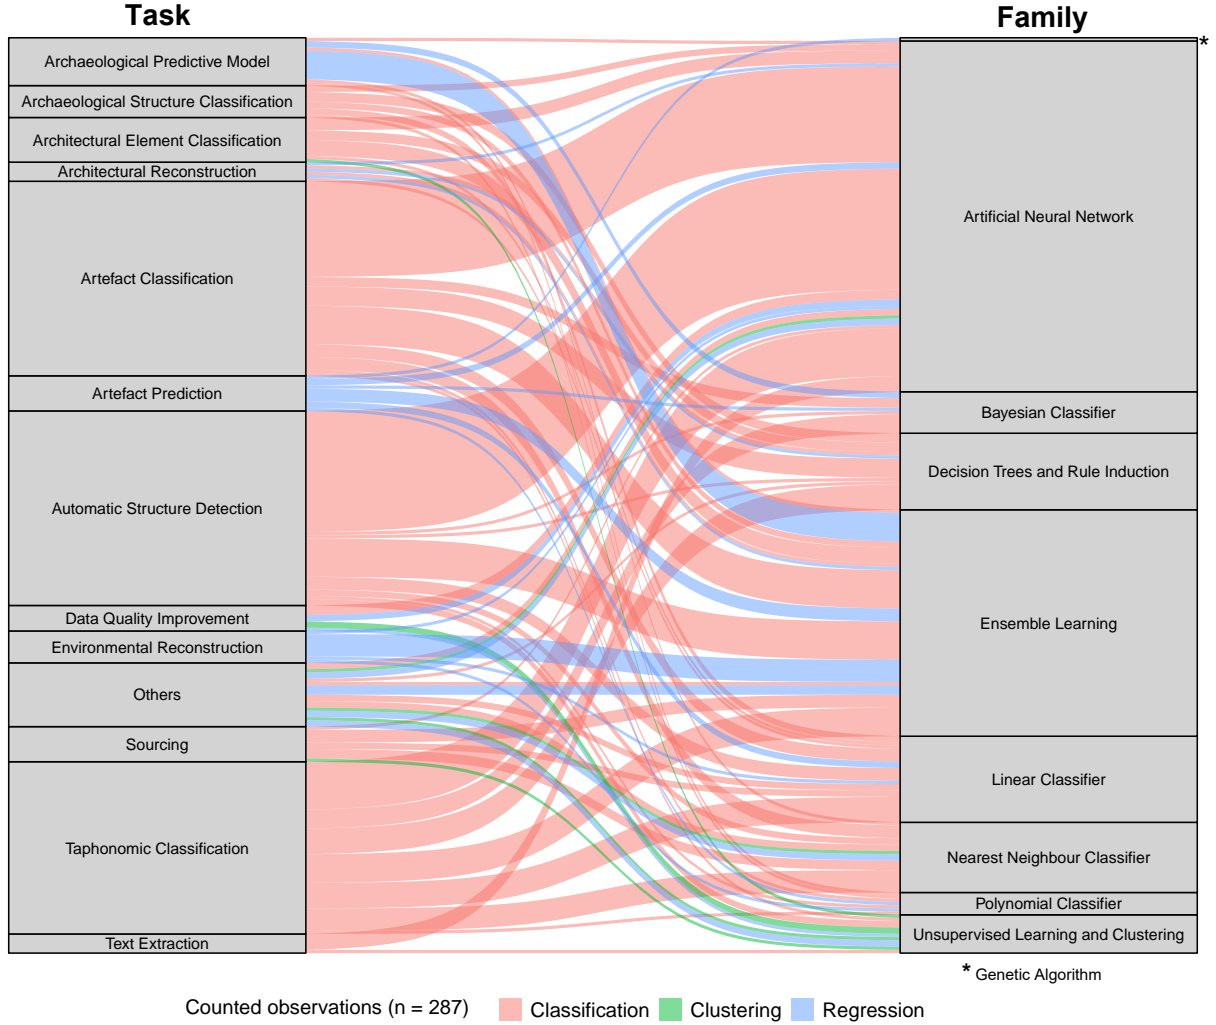 Task
Family
Archaeological Predictive Model
Archaeological Structure Classification
Architectural Element Classification
Architectural Reconstruction
Artefact Classification
Artefact Prediction
Automatic Structure Detection
Data Quality Improvement
Environmental Reconstruction
Others
Sourcing
Taphonomic Classification
Text Extraction
*
Artificial Neural Network
Bayesian Classifier
Decision Trees and Rule Induction
Ensemble Learning
Linear Classifier
Nearest Neighbour Classifier
Polynomial Classifier
Unsupervised Learning and Clustering
* Genetic Algorithm
Counted observations (n = 287) Classification Clustering Regression